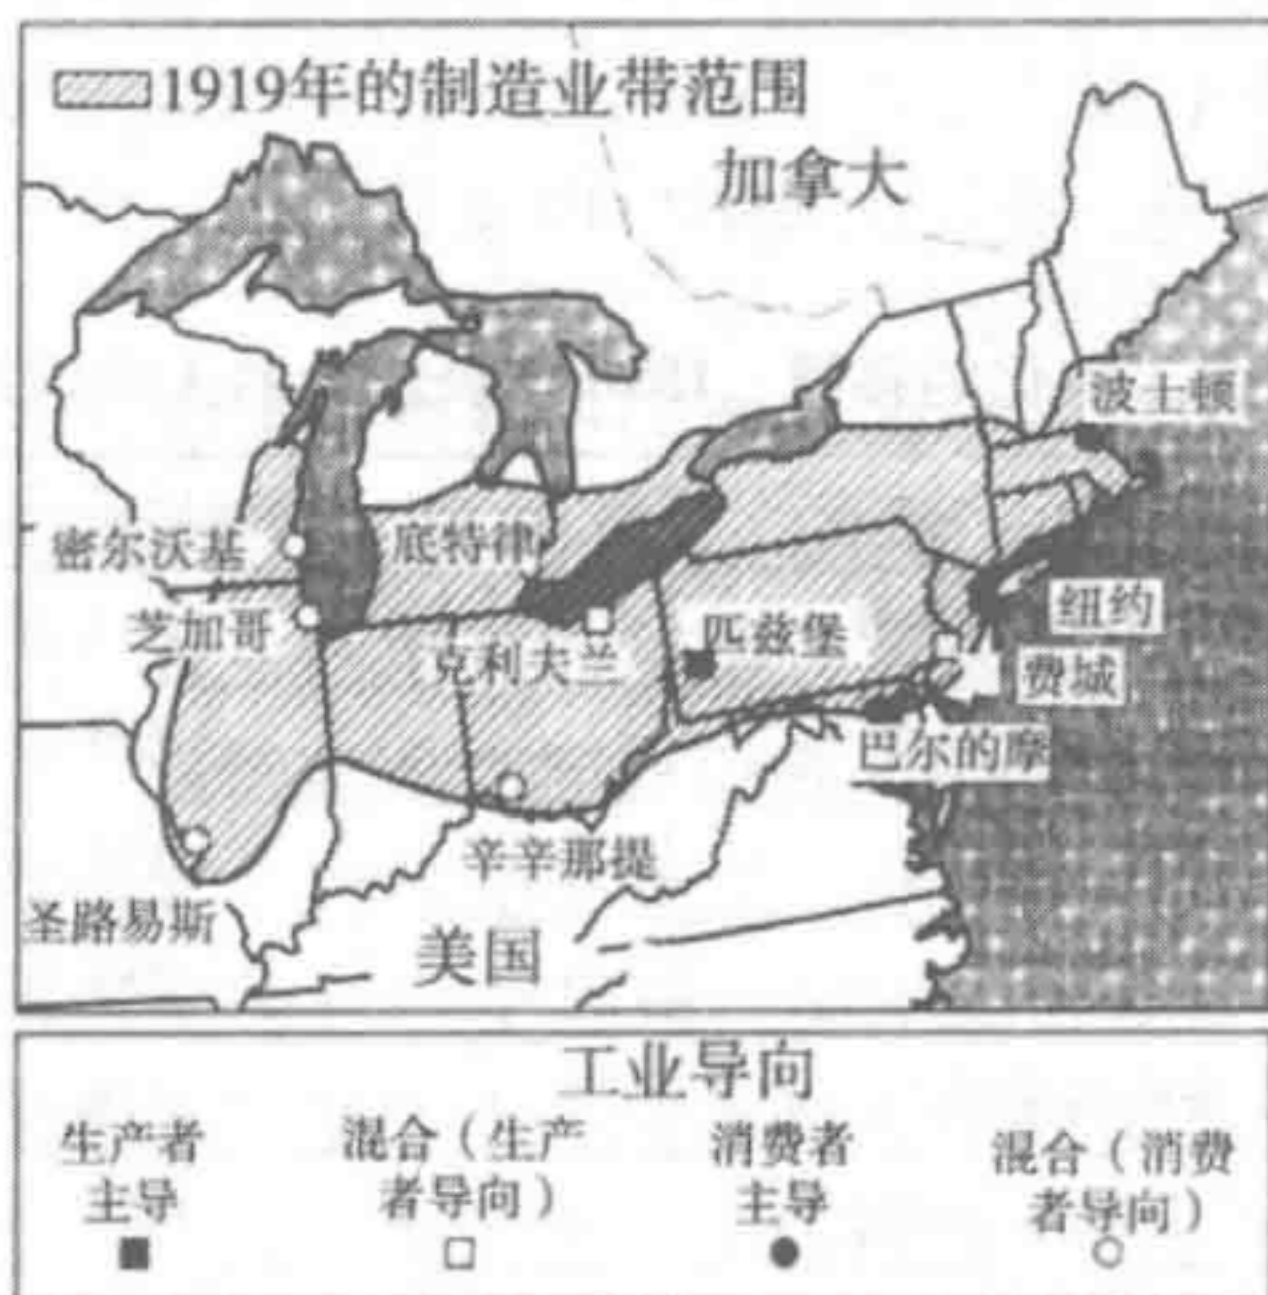 1919年的制造业带范围
加拿大
波士顿
密尔沃基
底特律
芝加哥
克利夫兰
匹兹堡
纽约
费城
巴尔的摩
辛辛那提
圣路易斯
美国
工业导向
生产者
主导
混合（生产
者导向）
消费者
主导
混合（消费
者导向）